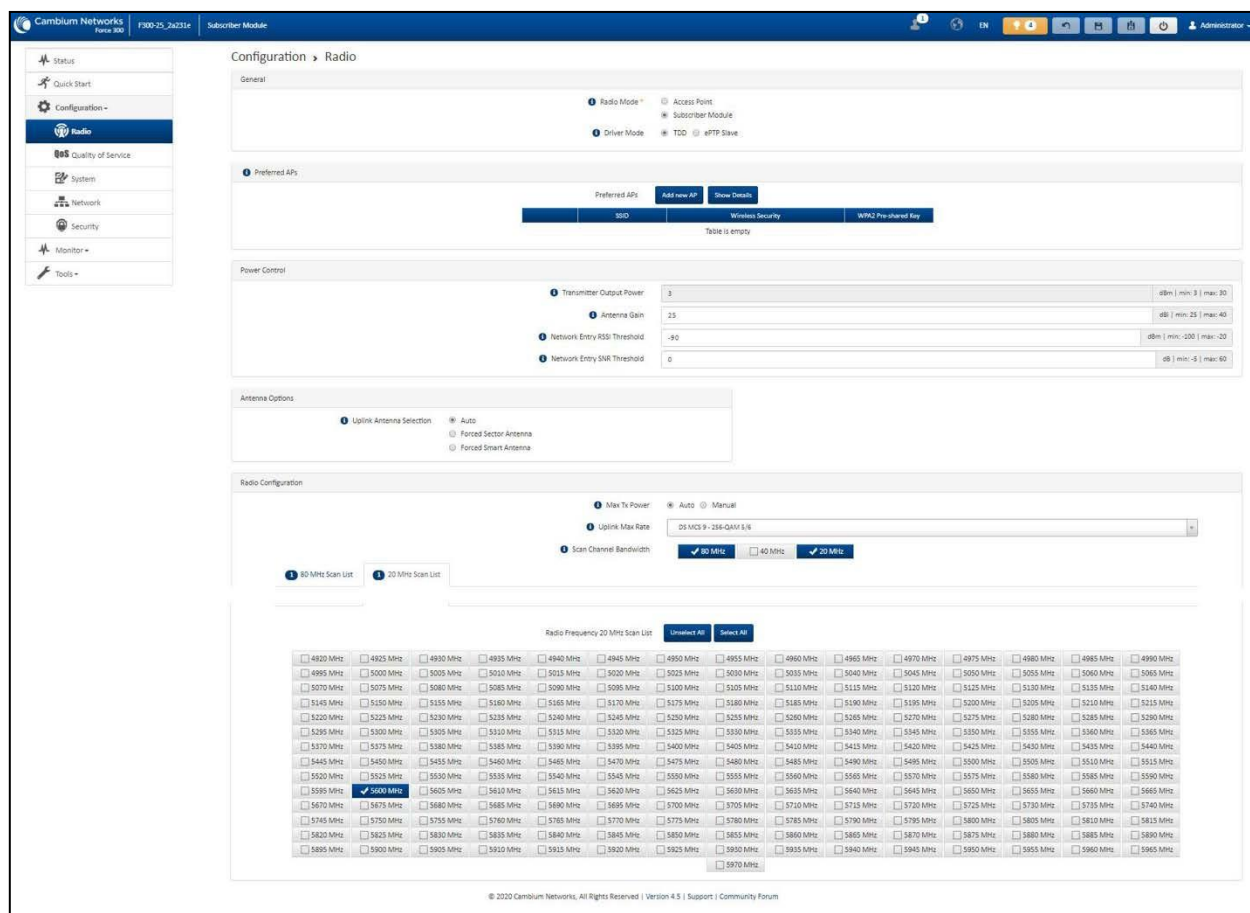 Cambium Networks
Force 300
F300-25_2a231e
Subscriber Module
1
EN
4
Administrator
Status
Quick Start
Configuration
Radio
QoS Quality of Service
System
Network
Security
Monitor
Tools
Configuration > Radio
General
Radio Mode * Access Point
Subscriber Module
Driver Mode TDD ePTP Slave
Preferred APs
Preferred APs Add new AP Show Details
SSID Wireless Security WPA2 Pre-shared Key
Table is empty
Power Control
Transmitter Output Power 3 dBm | min: 3 | max: 30
Antenna Gain 25 dBi | min: 25 | max: 40
Network Entry RSSI Threshold -90 dBm | min: -100 | max: -20
Network Entry SNR Threshold 0 dB | min: -5 | max: 60
Antenna Options
Uplink Antenna Selection Auto
Forced Sector Antenna
Forced Smart Antenna
Radio Configuration
Max Tx Power Auto Manual
Uplink Max Rate DS MCS 9 - 256-QAM 5/6
Scan Channel Bandwidth 80 MHz 40 MHz 20 MHz
1 80 MHz Scan List 1 20 MHz Scan List
Radio Frequency 20 MHz Scan List Unselect All Select All
4920 MHz 4925 MHz 4930 MHz 4935 MHz 4940 MHz 4945 MHz 4950 MHz 4955 MHz 4960 MHz 4965 MHz 4970 MHz 4975 MHz 4980 MHz 4985 MHz 4990 MHz
4995 MHz 5000 MHz 5005 MHz 5010 MHz 5015 MHz 5020 MHz 5025 MHz 5030 MHz 5035 MHz 5040 MHz 5045 MHz 5050 MHz 5055 MHz 5060 MHz 5065 MHz
5070 MHz 5075 MHz 5080 MHz 5085 MHz 5090 MHz 5095 MHz 5100 MHz 5105 MHz 5110 MHz 5115 MHz 5120 MHz 5125 MHz 5130 MHz 5135 MHz 5140 MHz
5145 MHz 5150 MHz 5155 MHz 5160 MHz 5165 MHz 5170 MHz 5175 MHz 5180 MHz 5185 MHz 5190 MHz 5195 MHz 5200 MHz 5205 MHz 5210 MHz 5215 MHz
5220 MHz 5225 MHz 5230 MHz 5235 MHz 5240 MHz 5245 MHz 5250 MHz 5255 MHz 5260 MHz 5265 MHz 5270 MHz 5275 MHz 5280 MHz 5285 MHz 5290 MHz
5295 MHz 5300 MHz 5305 MHz 5310 MHz 5315 MHz 5320 MHz 5325 MHz 5330 MHz 5335 MHz 5340 MHz 5345 MHz 5350 MHz 5355 MHz 5360 MHz 5365 MHz
5370 MHz 5375 MHz 5380 MHz 5385 MHz 5390 MHz 5395 MHz 5400 MHz 5405 MHz 5410 MHz 5415 MHz 5420 MHz 5425 MHz 5430 MHz 5435 MHz 5440 MHz
5445 MHz 5450 MHz 5455 MHz 5460 MHz 5465 MHz 5470 MHz 5475 MHz 5480 MHz 5485 MHz 5490 MHz 5495 MHz 5500 MHz 5505 MHz 5510 MHz 5515 MHz
5520 MHz 5525 MHz 5530 MHz 5535 MHz 5540 MHz 5545 MHz 5550 MHz 5555 MHz 5560 MHz 5565 MHz 5570 MHz 5575 MHz 5580 MHz 5585 MHz 5590 MHz
5595 MHz 5600 MHz 5605 MHz 5610 MHz 5615 MHz 5620 MHz 5625 MHz 5630 MHz 5635 MHz 5640 MHz 5645 MHz 5650 MHz 5655 MHz 5660 MHz 5665 MHz
5670 MHz 5675 MHz 5680 MHz 5685 MHz 5690 MHz 5695 MHz 5700 MHz 5705 MHz 5710 MHz 5715 MHz 5720 MHz 5725 MHz 5730 MHz 5735 MHz 5740 MHz
5745 MHz 5750 MHz 5755 MHz 5760 MHz 5765 MHz 5770 MHz 5775 MHz 5780 MHz 5785 MHz 5790 MHz 5795 MHz 5800 MHz 5805 MHz 5810 MHz 5815 MHz
5820 MHz 5825 MHz 5830 MHz 5835 MHz 5840 MHz 5845 MHz 5850 MHz 5855 MHz 5860 MHz 5865 MHz 5870 MHz 5875 MHz 5880 MHz 5885 MHz 5890 MHz
5895 MHz 5900 MHz 5905 MHz 5910 MHz 5915 MHz 5920 MHz 5925 MHz 5930 MHz 5935 MHz 5940 MHz 5945 MHz 5950 MHz 5955 MHz 5960 MHz 5965 MHz
5970 MHz
© 2020 Cambium Networks, All Rights Reserved | Version 4.5 | Support | Community Forum